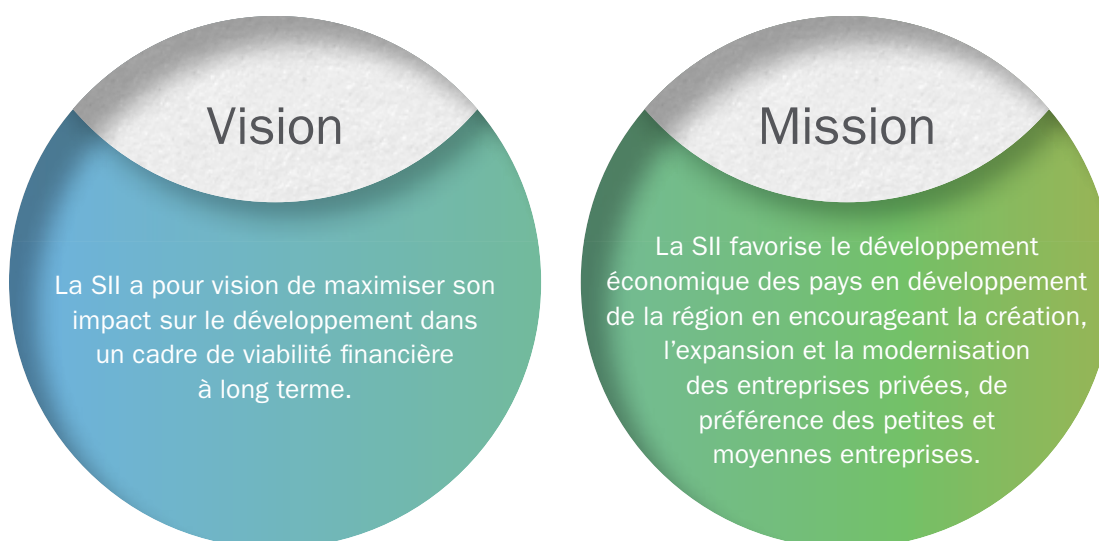 Vision
La SII a pour vision de maximiser son
impact sur le développement dans
un cadre de viabilité financière
à long terme.
Mission
La SII favorise le développement
économique des pays en développement
de la région en encourageant la création,
l’expansion et la modernisation
des entreprises privées, de
préférence des petites et
moyennes entreprises.